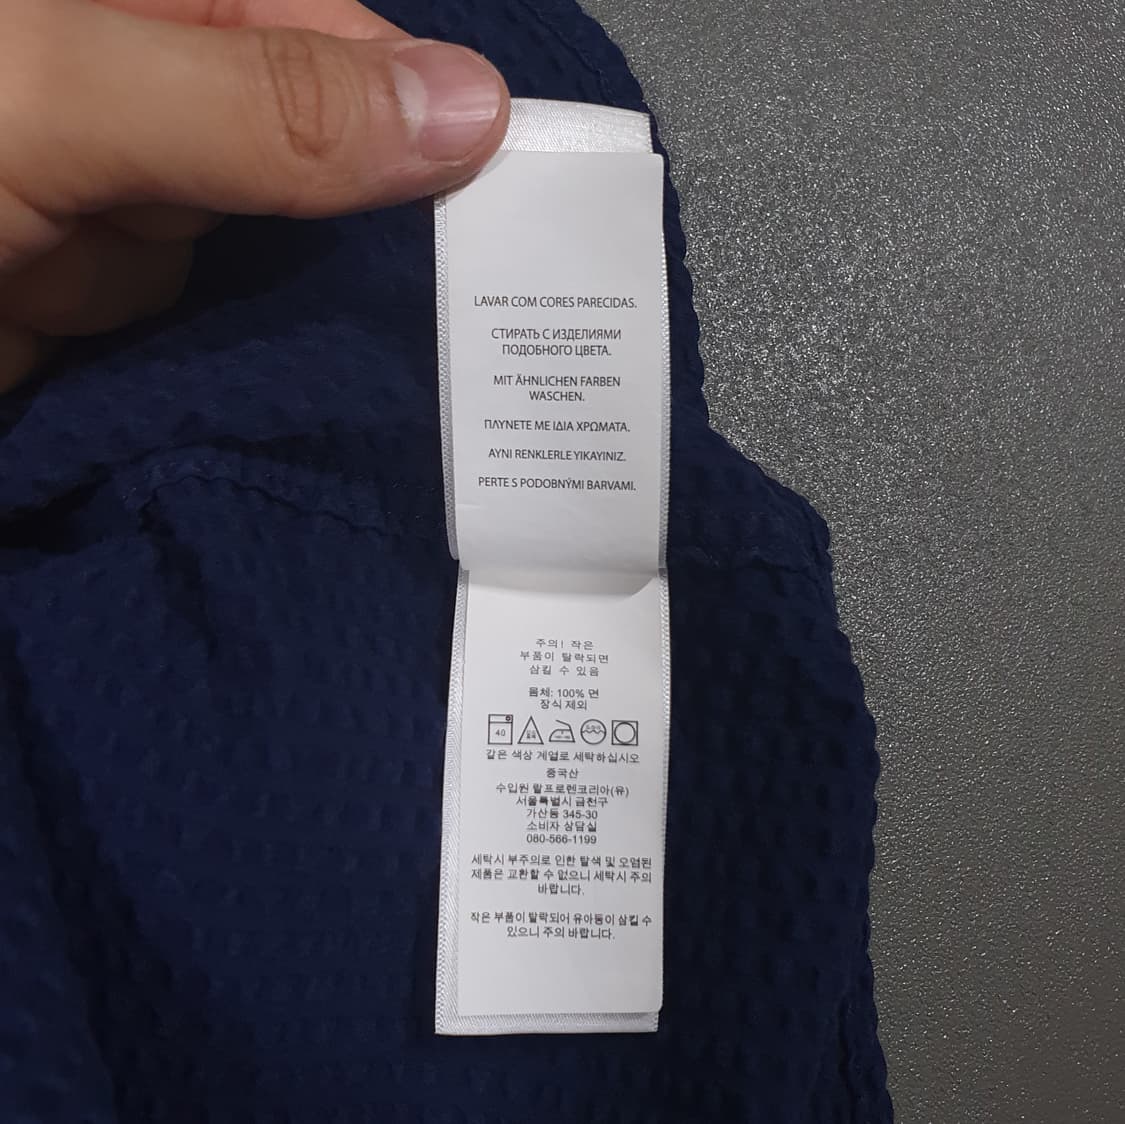 LAVAR COM CORES PARECIDAS.
СТИРАТЬ С ИЗДЕЛИЯМИ
ПОДОБНОГО ЦВЕТА.
MIT ÄHNLICHEN FARBEN
WASCHEN.
ΠΛΥΝΕΤΕ ΜΕ ΙΔΙΑ ΧΡΩΜΑΤΑ.
AYNI RENKLERLE YIKAYINIZ.
PERTE S PODOBNÝMI BARVAMI.
주의! 작은
부품이 탈락되면
삼킬 수 있음
몸체: 100% 면
장식 제외
40
같은 색상 계열로 세탁하십시오
중국산
수입원 랄프로렌코리아(유)
서울특별시 금천구
가산동 345-30
소비자 상담실
080-566-1199
세탁시 부주의로 인한 탈색 및 오염된
제품은 교환할 수 없으니 세탁시 주의
바랍니다.
작은 부품이 탈락되어 유아등이 삼킬 수
있으니 주의 바랍니다.